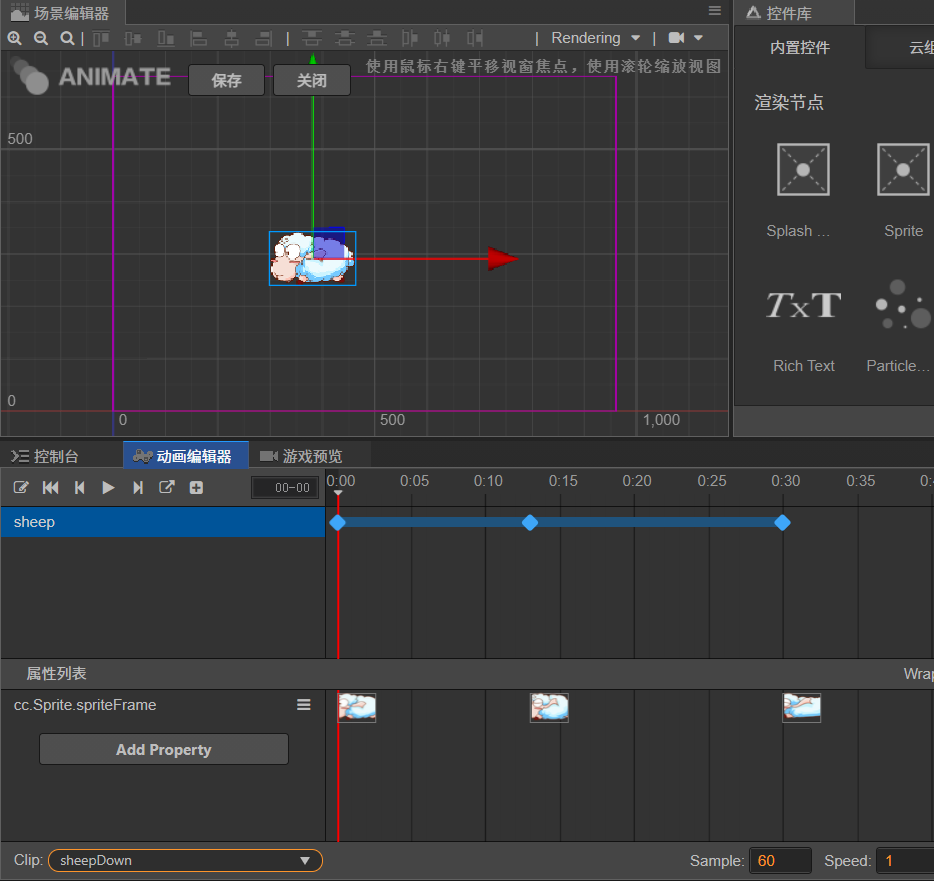 场景编辑器
控件库
Rendering
内置控件
云组
ANIMATE
保存
关闭
使用鼠标右键平移视窗焦点，使用滚轮缩放视图
渲染节点
500
Splash ...
Sprite
TxT
Rich Text
Particle...
0
0
500
1,000
控制台
动画编辑器
游戏预览
00-00
0:00
0:05
0:10
0:15
0:20
0:25
0:30
0:35
sheep
属性列表
Wrap
cc.Sprite.spriteFrame
Add Property
Clip:
sheepDown
Sample:
60
Speed:
1